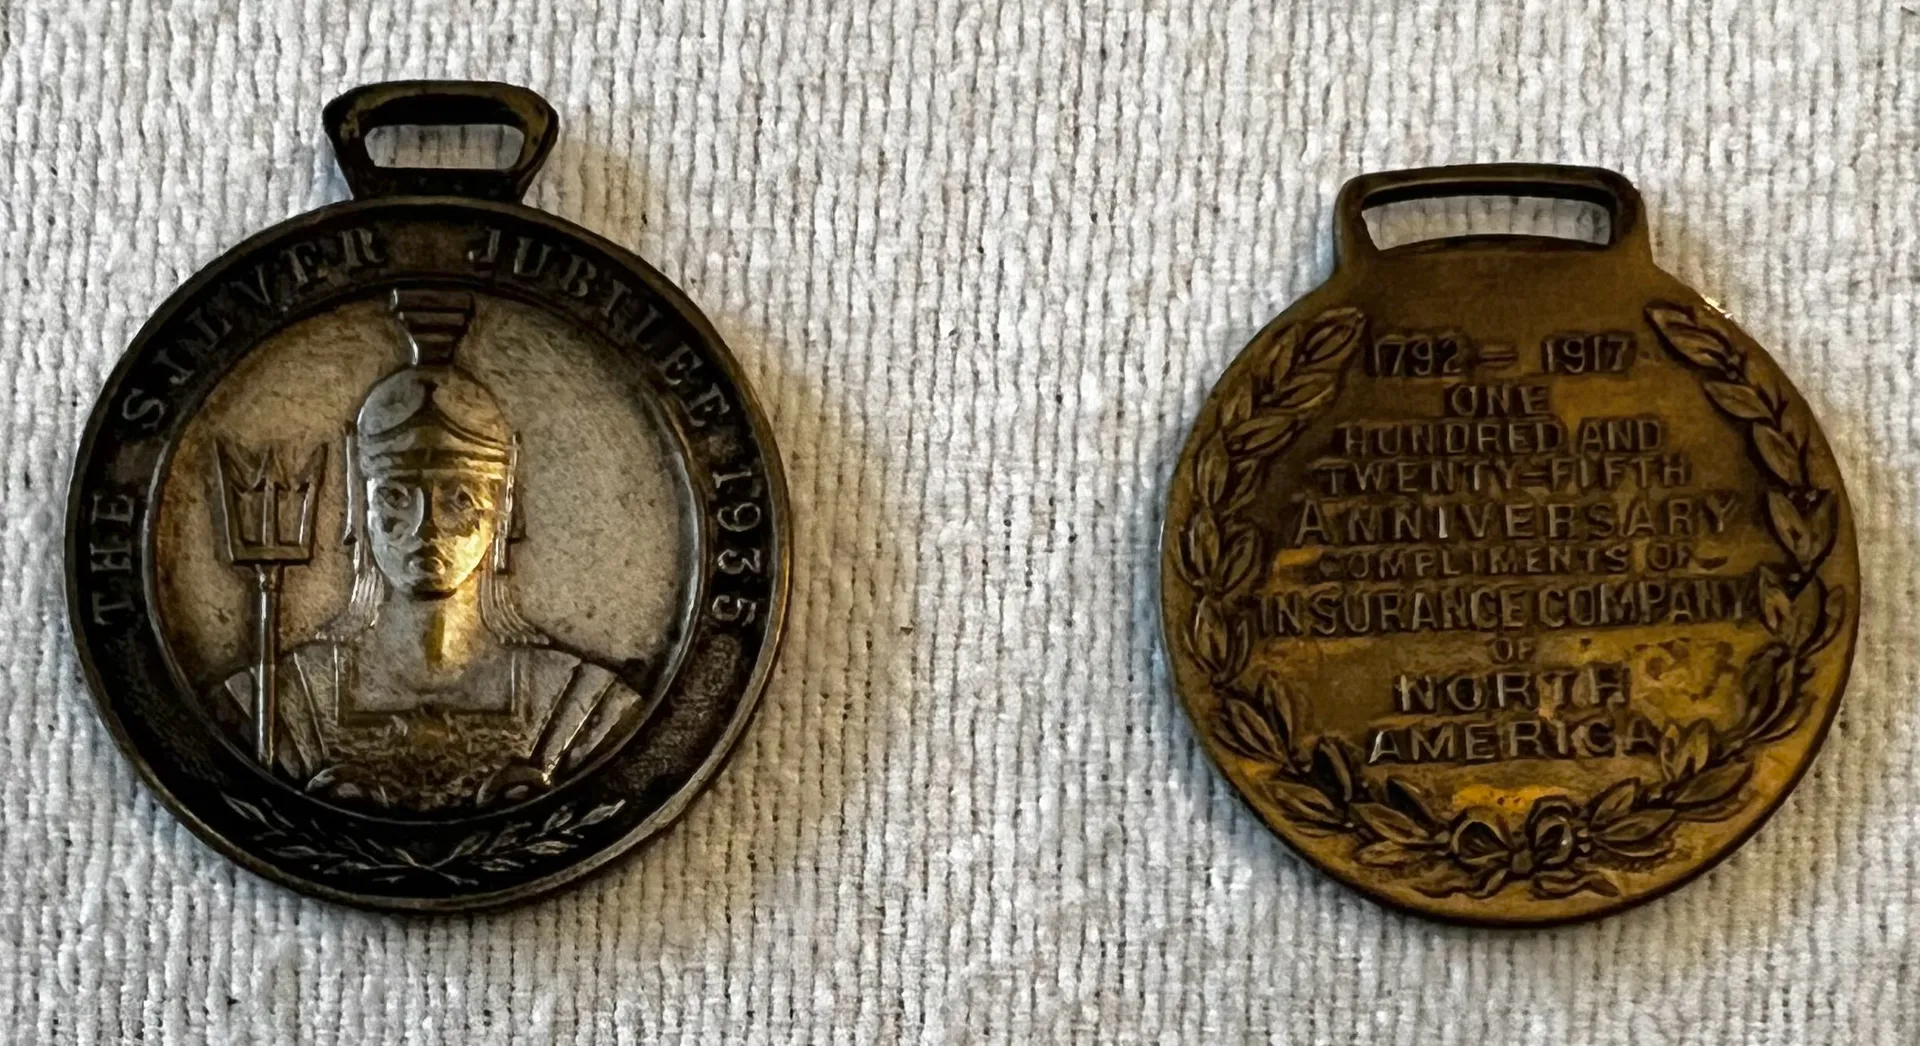 THE SILVER JUBILEE 1935
1792 = 1917
ONE
HUNDRED AND
TWENTY=FIFTH
ANNIVERSARY
COMPLIMENTS OF
INSURANCE COMPANY
OF
NORTH
AMERICA